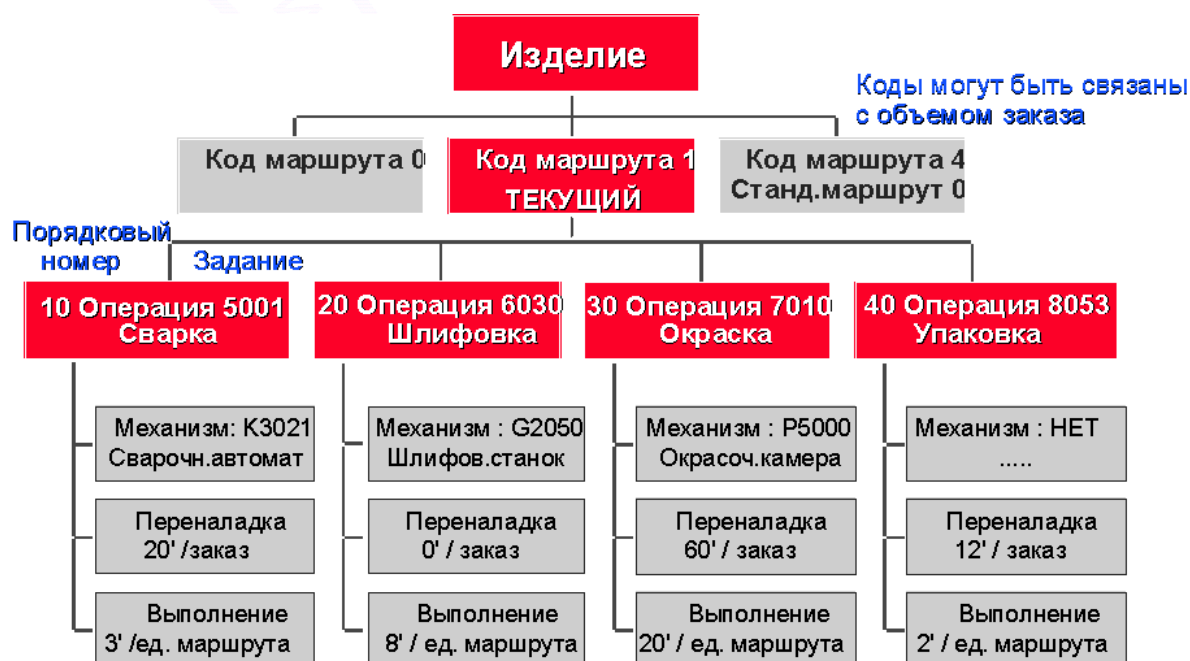 Изделие
Коды могут быть связаны
с объемом заказа
Код маршрута 0
Код маршрута 1
ТЕКУЩИЙ
Код маршрута 4
Станд.маршрут 0
Порядковый
номер
Задание
10 Операция 5001
Сварка
20 Операция 6030
Шлифовка
30 Операция 7010
Окраска
40 Операция 8053
Упаковка
Механизм: K3021
Сварочн.автомат
Механизм : G2050
Шлифов.станок
Механизм : P5000
Окрасоч.камера
Механизм : НЕТ
.....
Переналадка
20' /заказ
Переналадка
0' / заказ
Переналадка
60' / заказ
Переналадка
12' / заказ
Выполнение
3' /ед. маршрута
Выполнение
8' / ед. маршрута
Выполнение
20' / ед. маршрута
Выполнение
2' / ед. маршрута